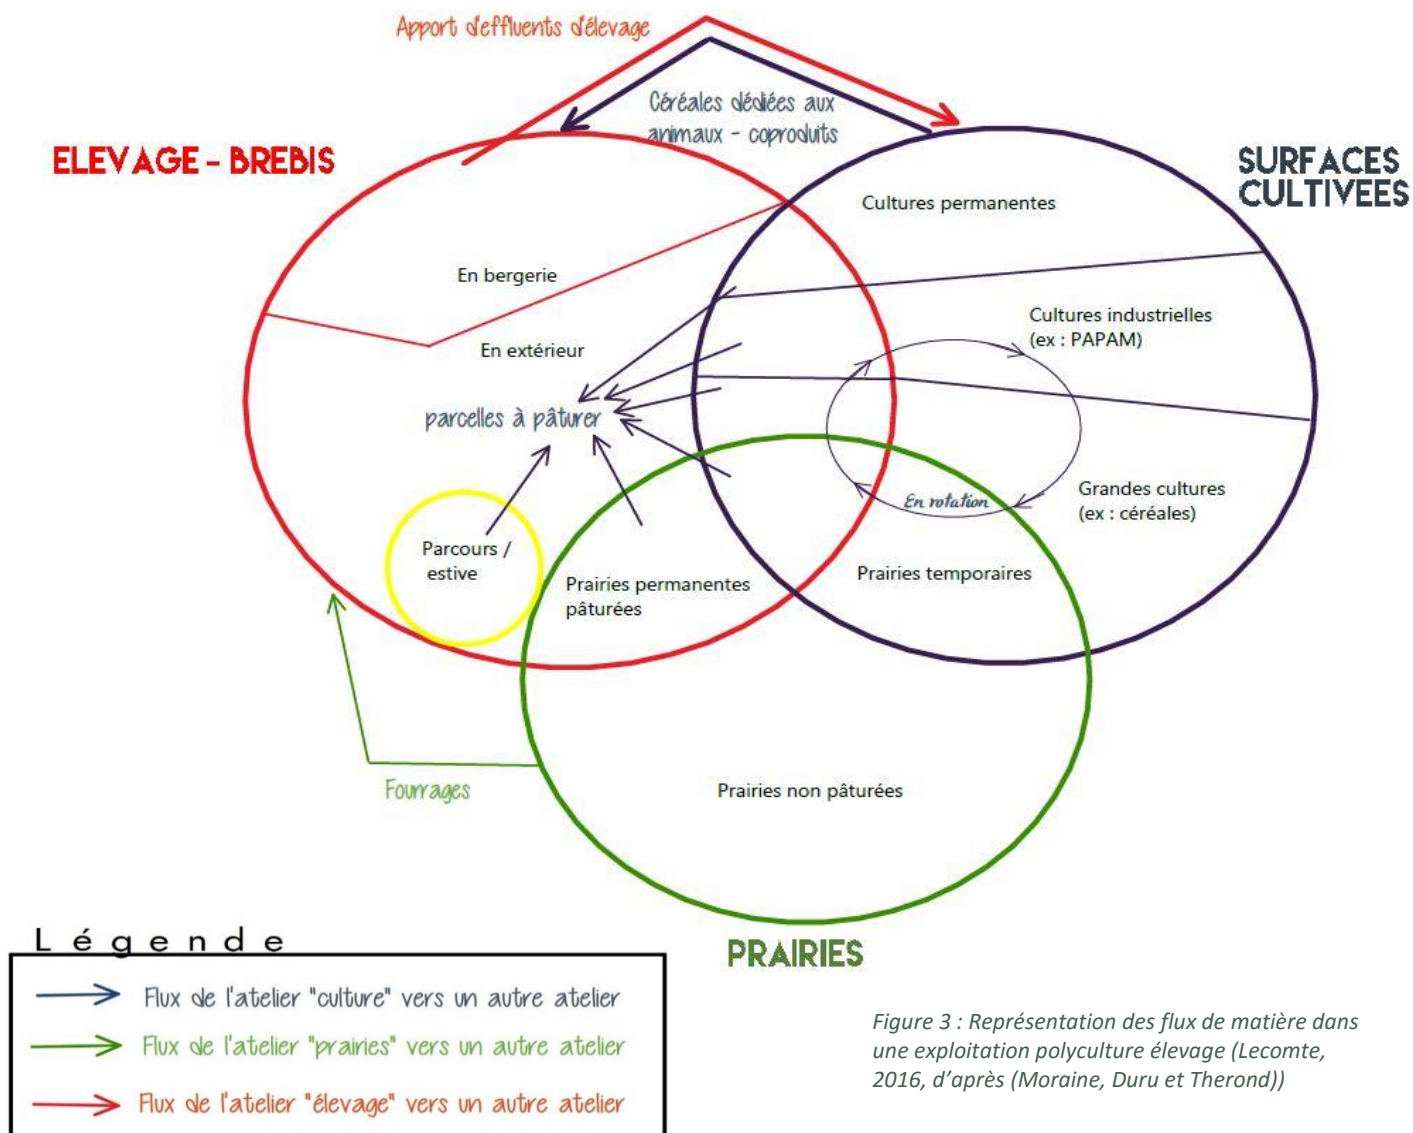 Apport d'effluents d'élevage
Céréales dédiées aux
animaux - coproduits
ELEVAGE - BREBIS
SURFACES
CULTIVEES
Cultures permanentes
En bergerie
Cultures industrielles
(ex : PAPAM)
En extérieur
parcelles à pâturer
Grandes cultures
(ex : céréales)
En rotation
Parcours /
estive
Prairies permanentes
pâturées
Prairies temporaires
Fourrages
Prairies non pâturées
PRAIRIES
Légende
Flux de l'atelier "culture" vers un autre atelier
Flux de l'atelier "prairies" vers un autre atelier
Flux de l'atelier "élevage" vers un autre atelier
Figure 3 : Représentation des flux de matière dans
une exploitation polyculture élevage (Lecomte,
2016, d'après (Moraine, Duru et Therond))